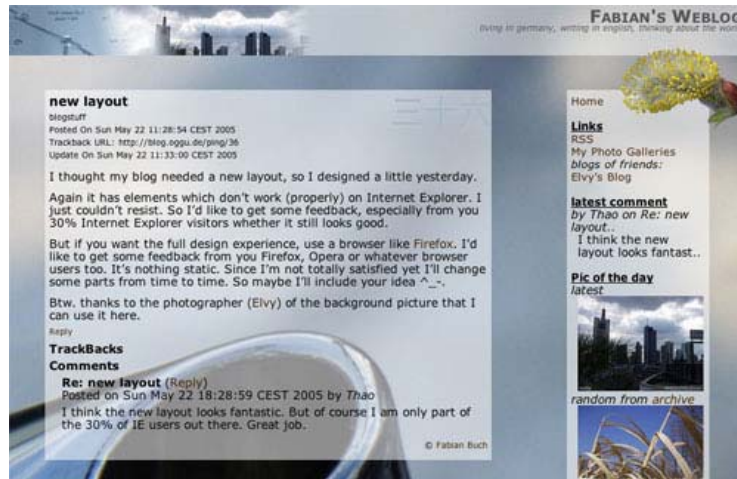 FABIAN'S WEBLOG
living in germany, writing in english, thinking about the
new layout
三十六
blogstuff
Posted On Sun May 22 11:28:54 CEST 2005
Trackback URL: http://blog.oggu.de/ping/36
Update On Sun May 22 11:33:00 CEST 2005
I thought my blog needed a new layout, so I designed a little yesterday.
Again it has elements which don't work (properly) on Internet Explorer. I
just couldn't resist. So I'd like to get some feedback, especially from you
30% Internet Explorer visitors whether it still looks good.
But if you want the full design experience, use a browser like Firefox. I'd
like to get some feedback from you Firefox, Opera or whatever browser
users too. It's nothing static. Since I'm not totally satisfied yet I'll change
some parts from time to time. So maybe I'll include your idea ^_-.
Btw. thanks to the photographer (Elvy) of the background picture that I
can use it here.
Reply
TrackBacks
Comments
Re: new layout (Reply)
Posted on Sun May 22 18:28:59 CEST 2005 by Thao
I think the new layout looks fantastic. But of course I am only part of
the 30% of IE users out there. Great job.
© Fabian Buch
Home
Links
RSS
My Photo Galleries
blogs of friends:
Elvy's Blog
latest comment
by Thao on Re: new
layout..
I think the new
layout looks fantast..
Pic of the day
latest
random from archive